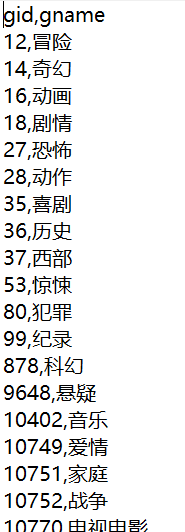 gid,gname
12,冒险
14,奇幻
16,动画
18,剧情
27,恐怖
28,动作
35,喜剧
36,历史
37,西部
53,惊悚
80,犯罪
99,纪录
878,科幻
9648,悬疑
10402,音乐
10749,爱情
10751,家庭
10752,战争
10770,电视电影